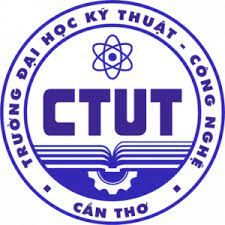 TRƯỜNG ĐẠI HỌC KỸ THUẬT - CÔNG NGHỆ
CTUT
CẦN THƠ